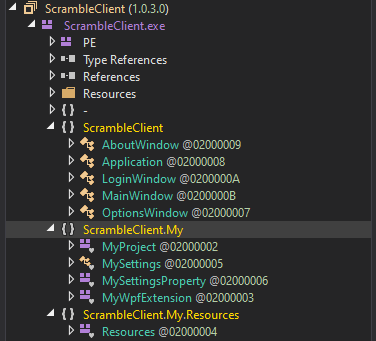 ScrambleClient (1.0.3.0)
ScrambleClient.exe
PE
Type References
References
Resources
{ } -
{ } ScrambleClient
AboutWindow @02000009
Application @02000008
LoginWindow @0200000A
MainWindow @0200000B
OptionsWindow @02000007
{ } ScrambleClient.My
MyProject @02000002
MySettings @02000005
MySettingsProperty @02000006
MyWpfExtension @02000003
{ } ScrambleClient.My.Resources
Resources @02000004